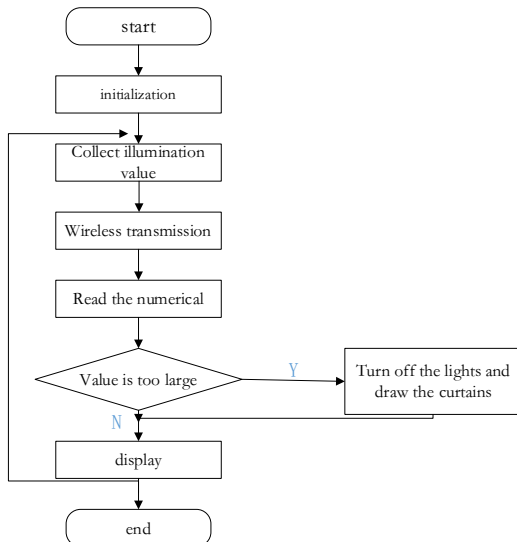 start
initialization
Collect illumination
value
Wireless transmission
Read the numerical
Value is too large
Y
Turn off the lights and
draw the curtains
N
display
end